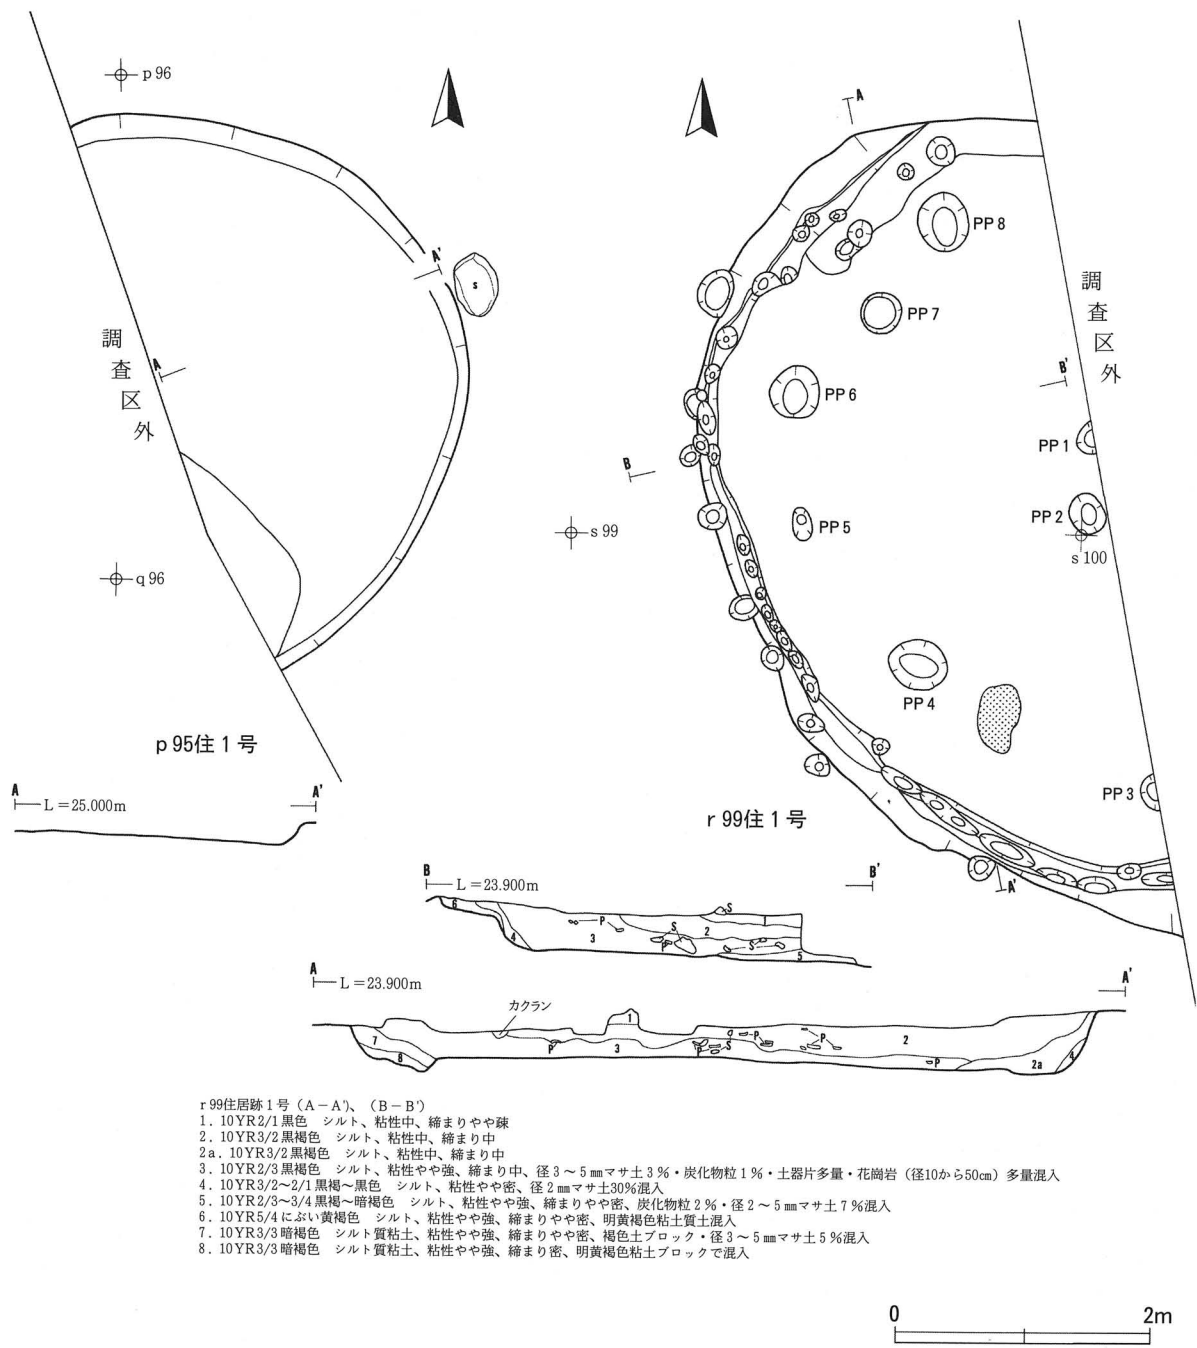 p 96
A
A'
s
調査区外
A
q 96
p 95住 1 号
A
A'
L =25.000m
A
PP 8
PP 7
調査区外
B'
PP 6
PP 1
B
PP 5
PP 2
s 99
s 100
PP 4
PP 3
r 99住 1 号
A'
B
B'
L =23.900m
6
4
P
3
S
P
S
2
1
S
5
A
A'
L =23.900m
カクラン
7
8
P
1
3
P
S
P
P
2
P
2a
4
r 99住居跡 1 号(A－A')、(B－B')
1．10YR2/1 黒色　シルト、粘性中、締まりやや疎
2．10YR3/2 黒褐色　シルト、粘性中、締まり中
2a．10YR3/2 黒褐色　シルト、粘性中、締まり中
3．10YR2/3 黒褐色　シルト、粘性やや強、締まり中、径 3 ～ 5 ㎜マサ土 3 %・炭化物粒 1 %・土器片多量・花崗岩（径10から50㎝）多量混入
4．10YR3/2～2/1 黒褐～黒色　シルト、粘性やや密、径 2 ㎜マサ土30%混入
5．10YR2/3～3/4 黒褐～暗褐色　シルト、粘性やや強、締まりやや密、炭化物粒 2 %・径 2 ～ 5 ㎜マサ土 7 %混入
6．10YR5/4 にぶい黄褐色　シルト、粘性やや強、締まりやや密、明黄褐色粘土質土混入
7．10YR3/3 暗褐色　シルト質粘土、粘性やや強、締まりやや密、褐色土ブロック・径 3 ～ 5 ㎜マサ土 5 %混入
8．10YR3/3 暗褐色　シルト質粘土、粘性やや強、締まり密、明黄褐色粘土ブロックで混入
0
2m